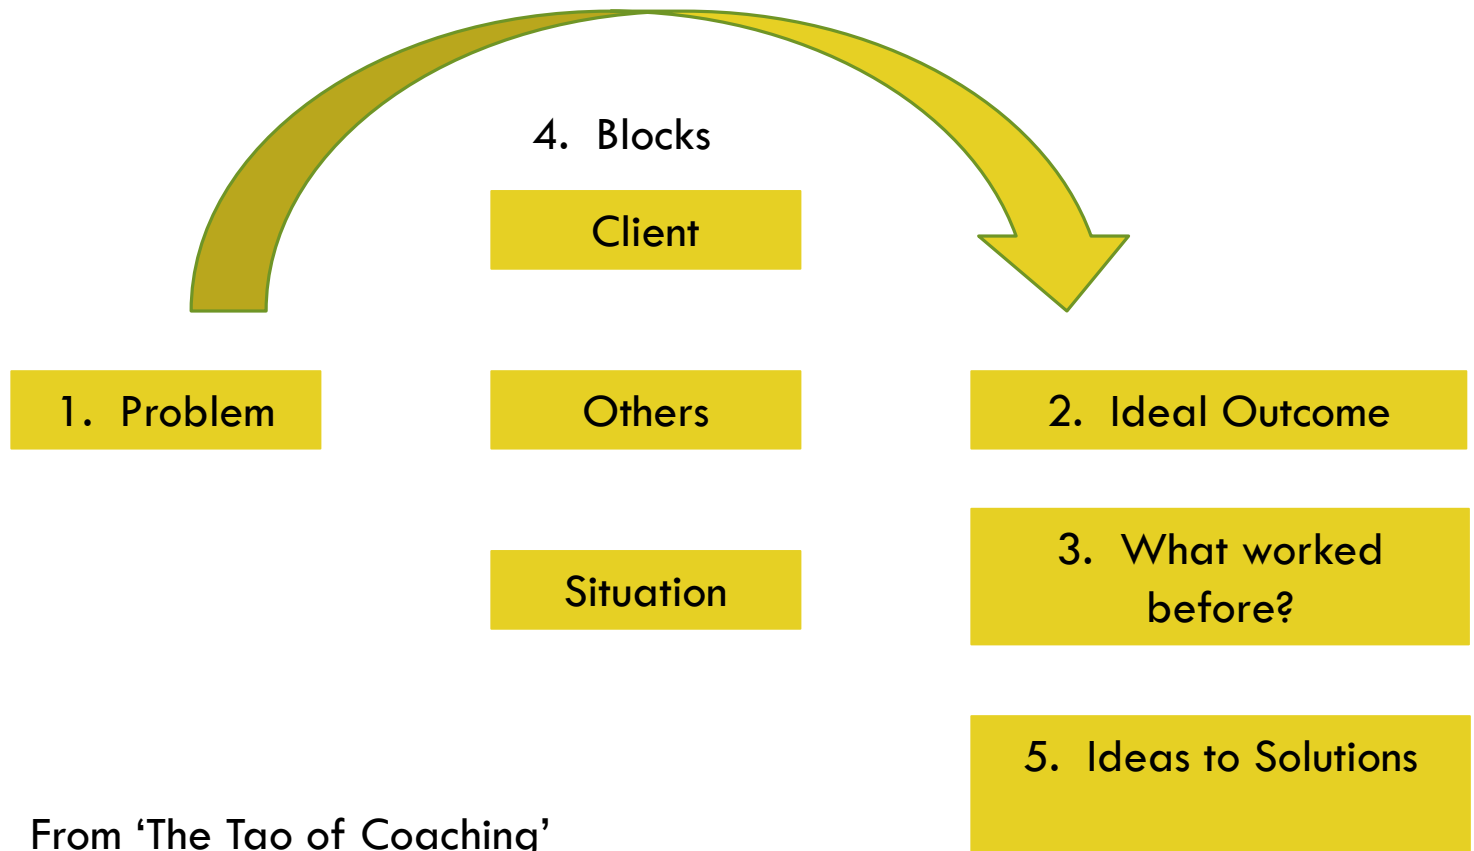 4. Blocks
Client
1. Problem
Others
2. Ideal Outcome
3. What worked
before?
Situation
5. Ideas to Solutions
From ‘The Tao of Coaching’